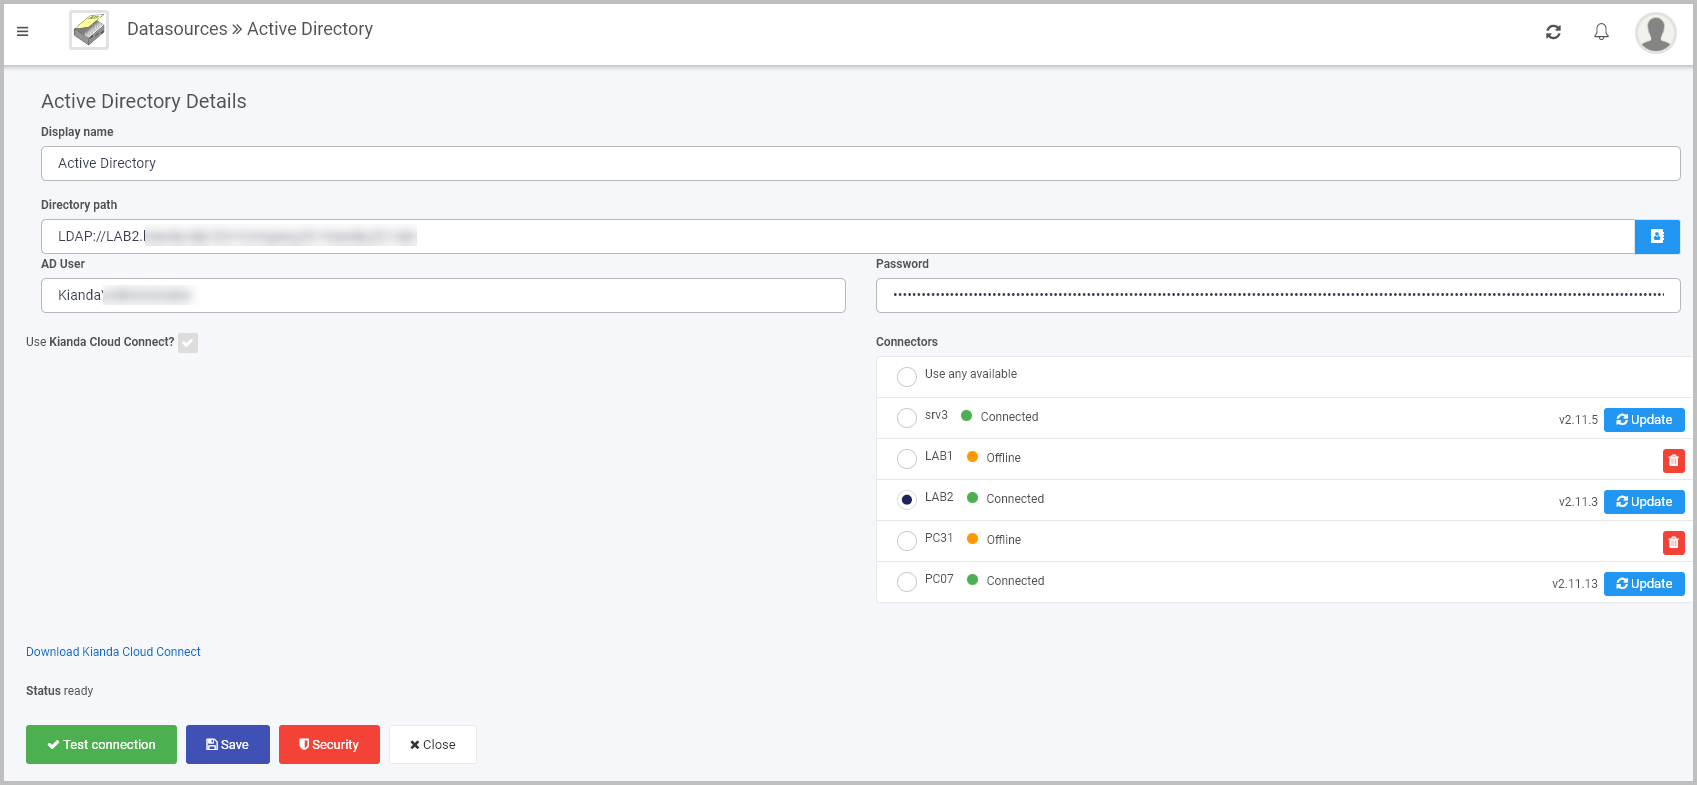 Datasources » Active Directory
Active Directory Details
Display name
Active Directory
Directory path
LDAP://LAB2.
AD User
Password
Kianda\
••••••••••••••••••••••••••••••••••••••••••••••••••••••••••••••••••••••••••••••••
Use Kianda Cloud Connect?
Connectors
Use any available
srv3 Connected v2.11.5 Update
LAB1 Offline
LAB2 Connected v2.11.3 Update
PC31 Offline
PC07 Connected v2.11.13 Update
Download Kianda Cloud Connect
Status ready
Test connection Save Security Close